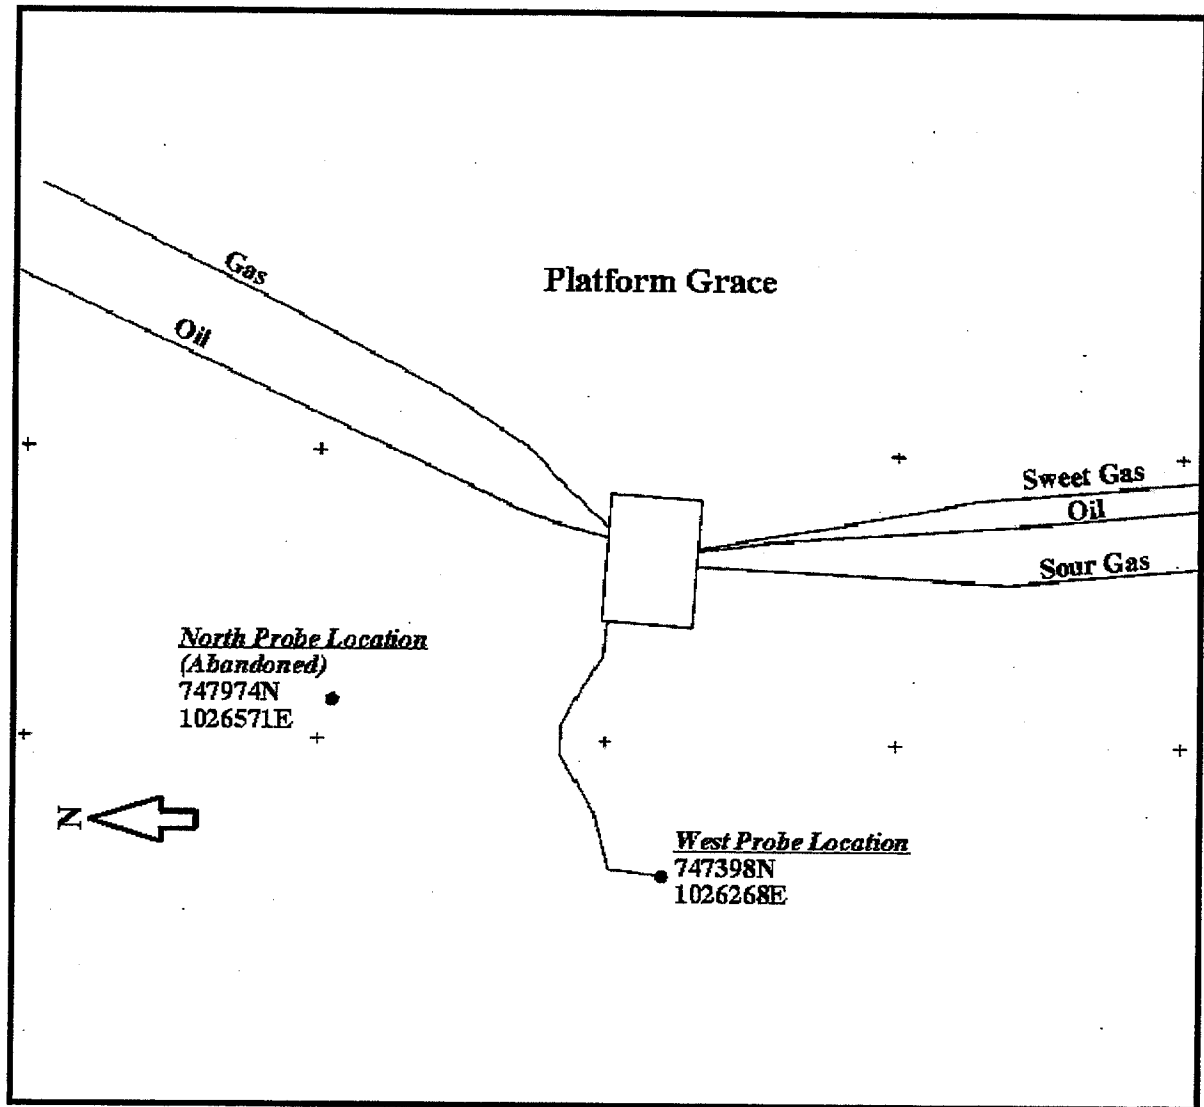 Gas
Platform Grace
Oil
Sweet Gas
Oil
Sour Gas
North Probe Location
(Abandoned)
747974N
1026571E
N
West Probe Location
747398N
1026268E